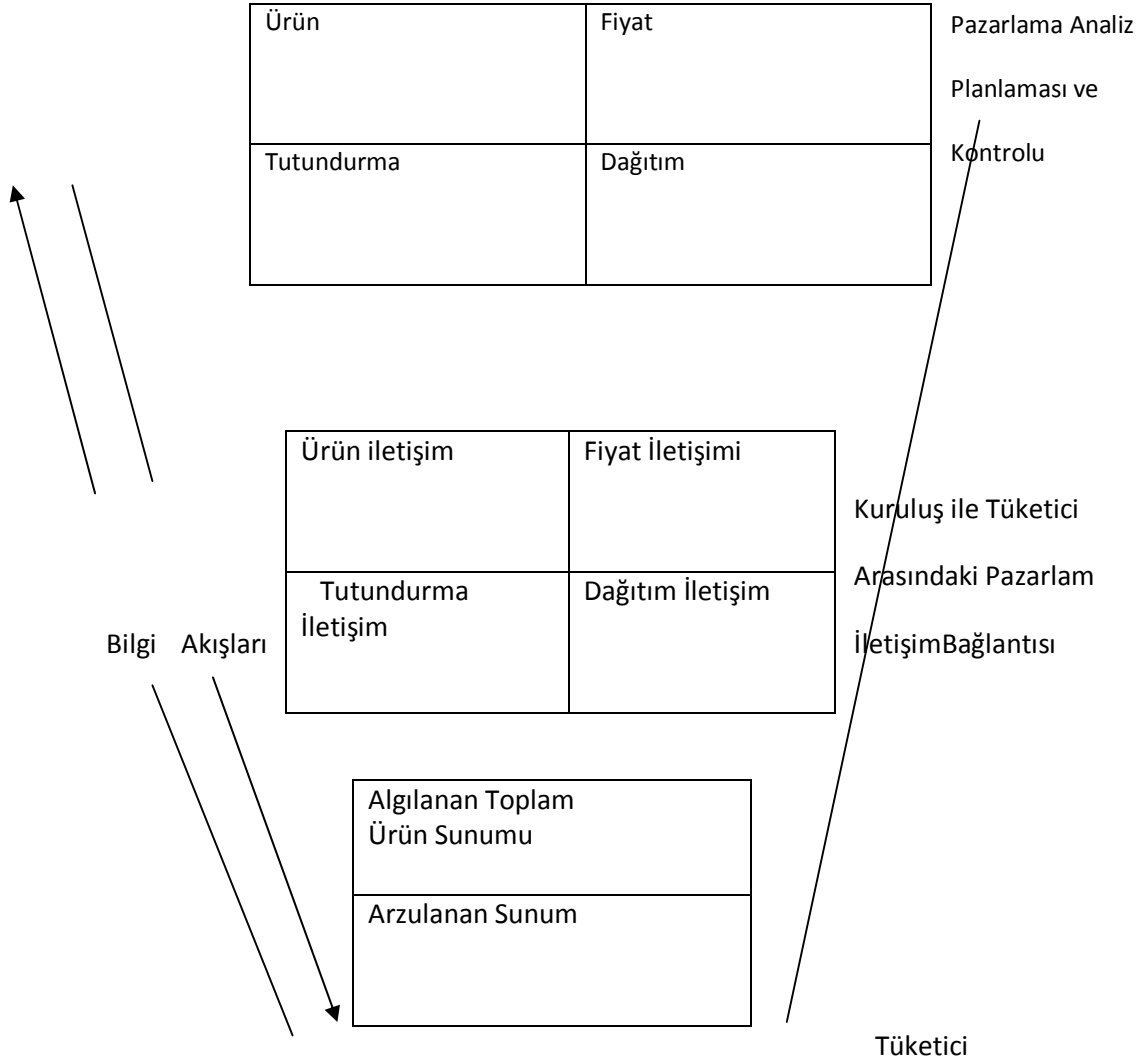 Ürün
Fiyat
Pazarlama Analiz
Planlaması ve
Kontrolu
Tutundurma
Dağıtım
Ürün iletişim
Fiyat İletişimi
Kuruluş ile Tüketici
Arasındaki Pazarlam
İletişimBağlantısı
Tutundurma
İletişim
Dağıtım İletişim
Bilgi Akışları
Algılanan Toplam
Ürün Sunumu
Arzulanan Sunum
Tüketici